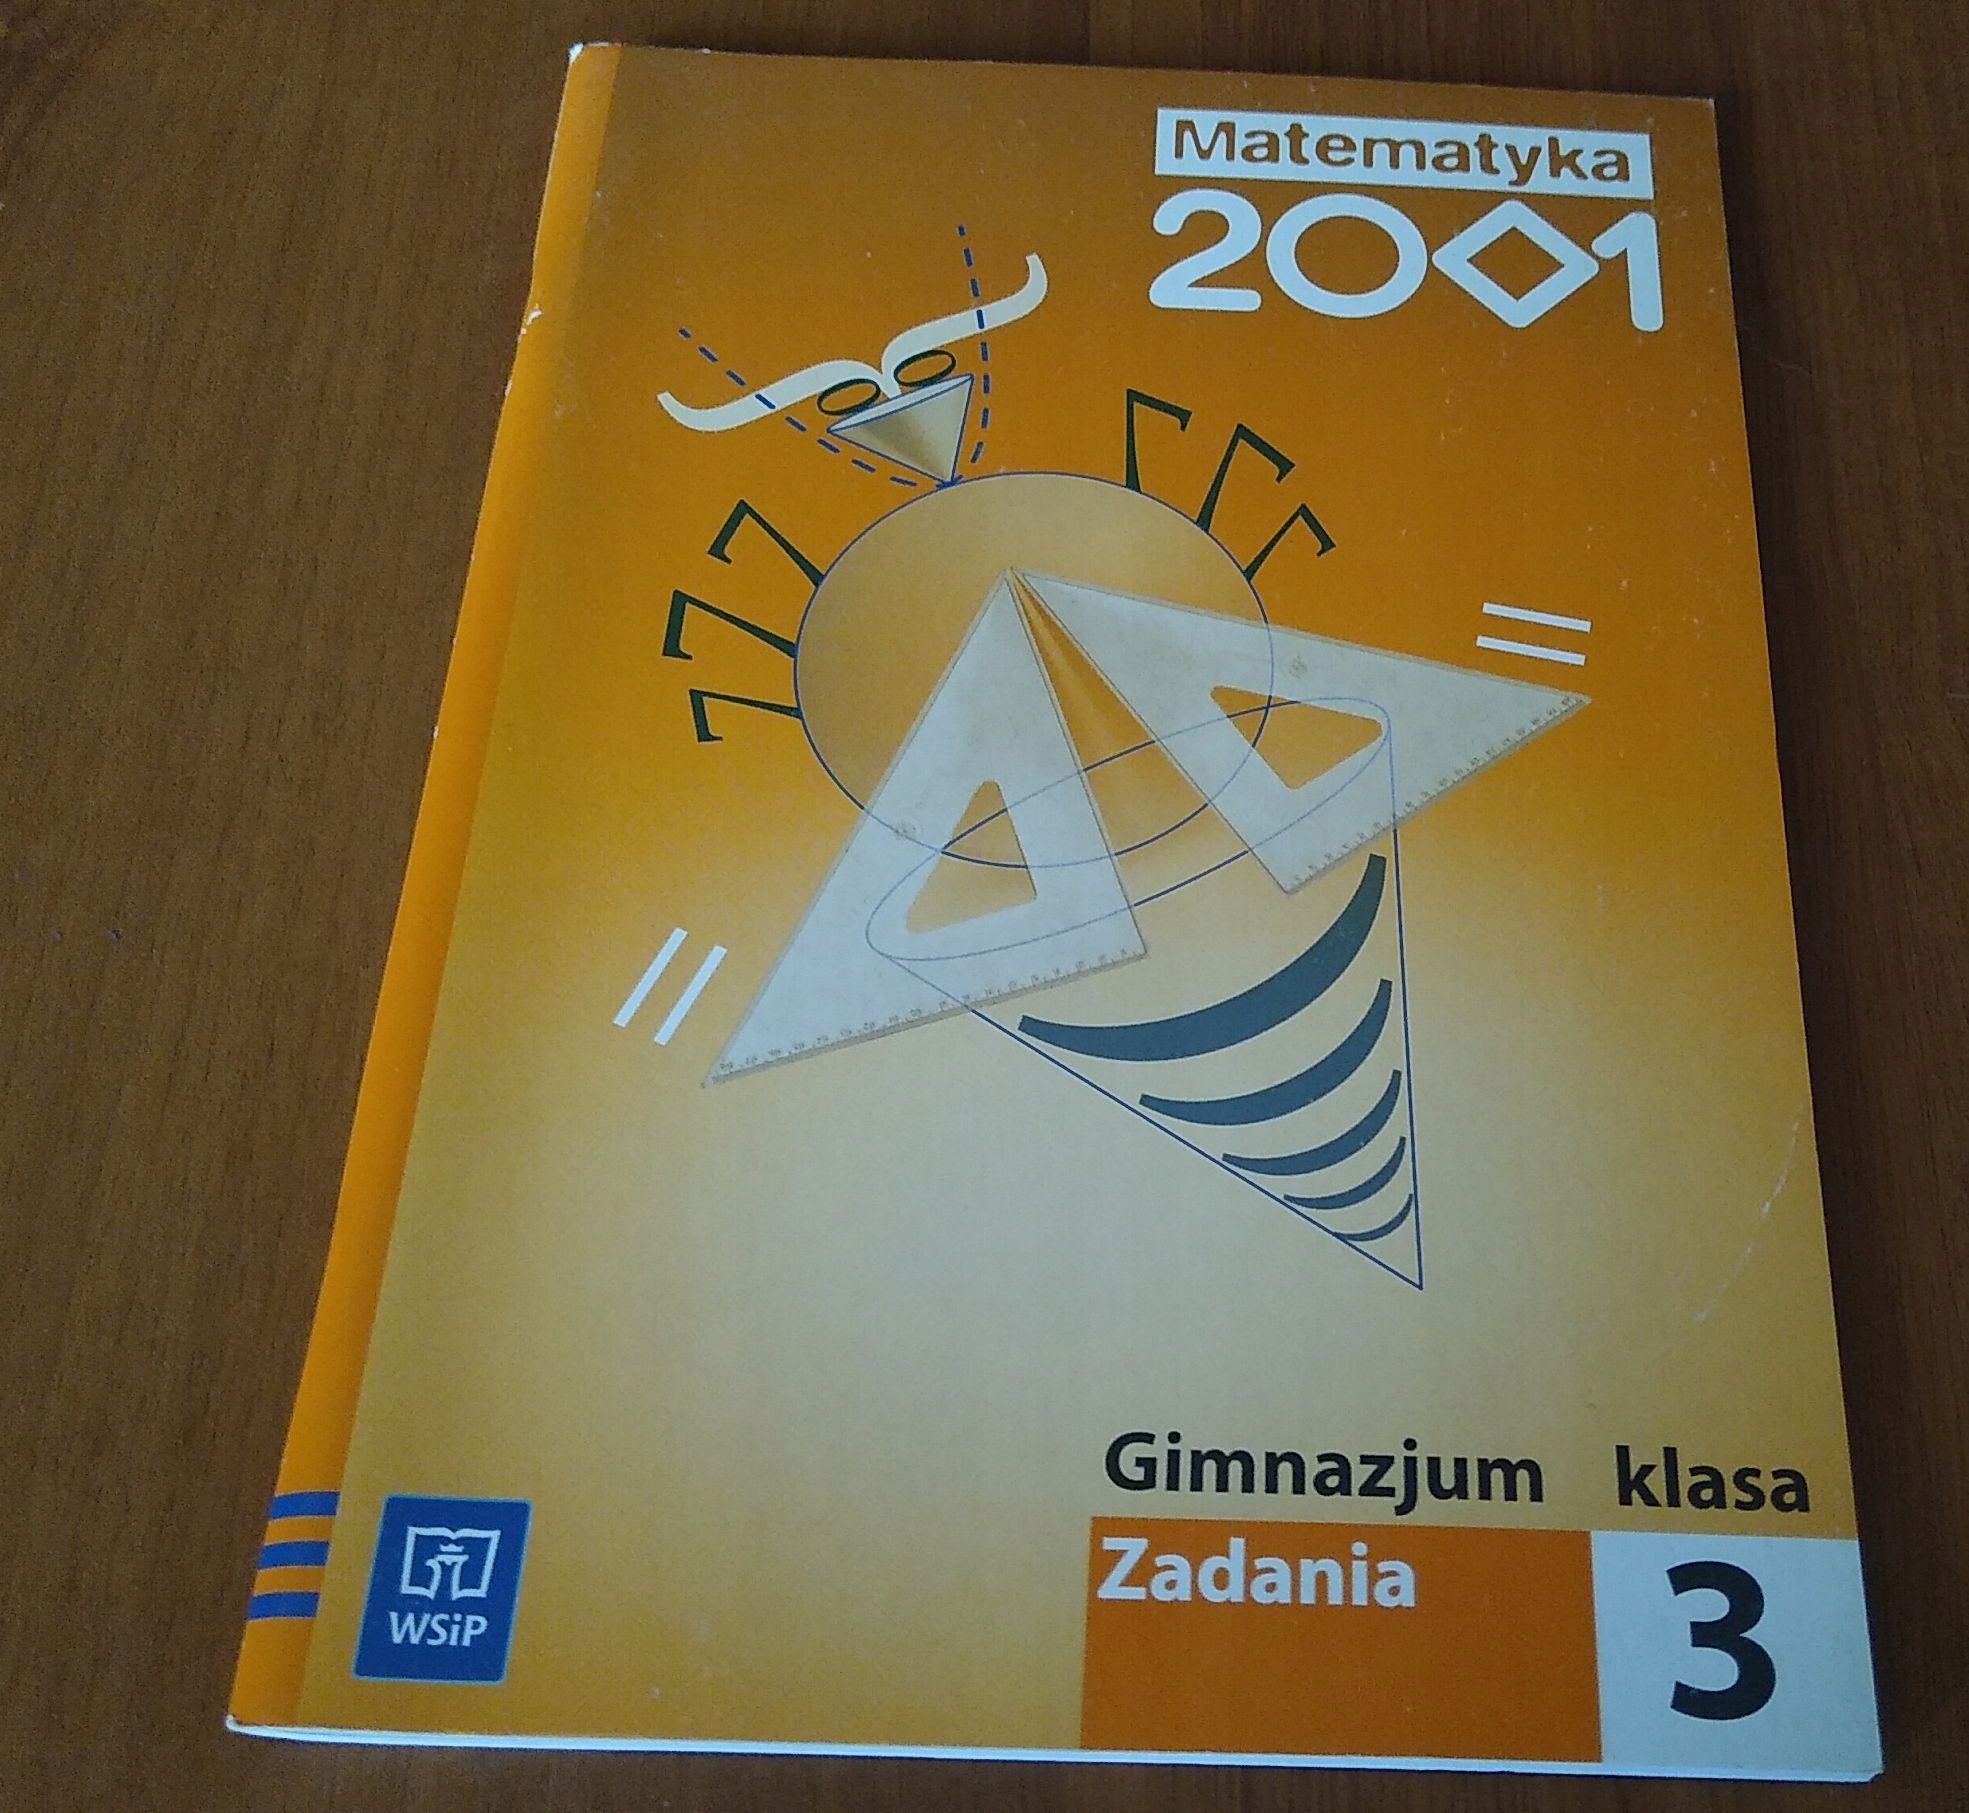 Matematyka
2001
Gimnazjum klasa
Zadania
3
WSiP